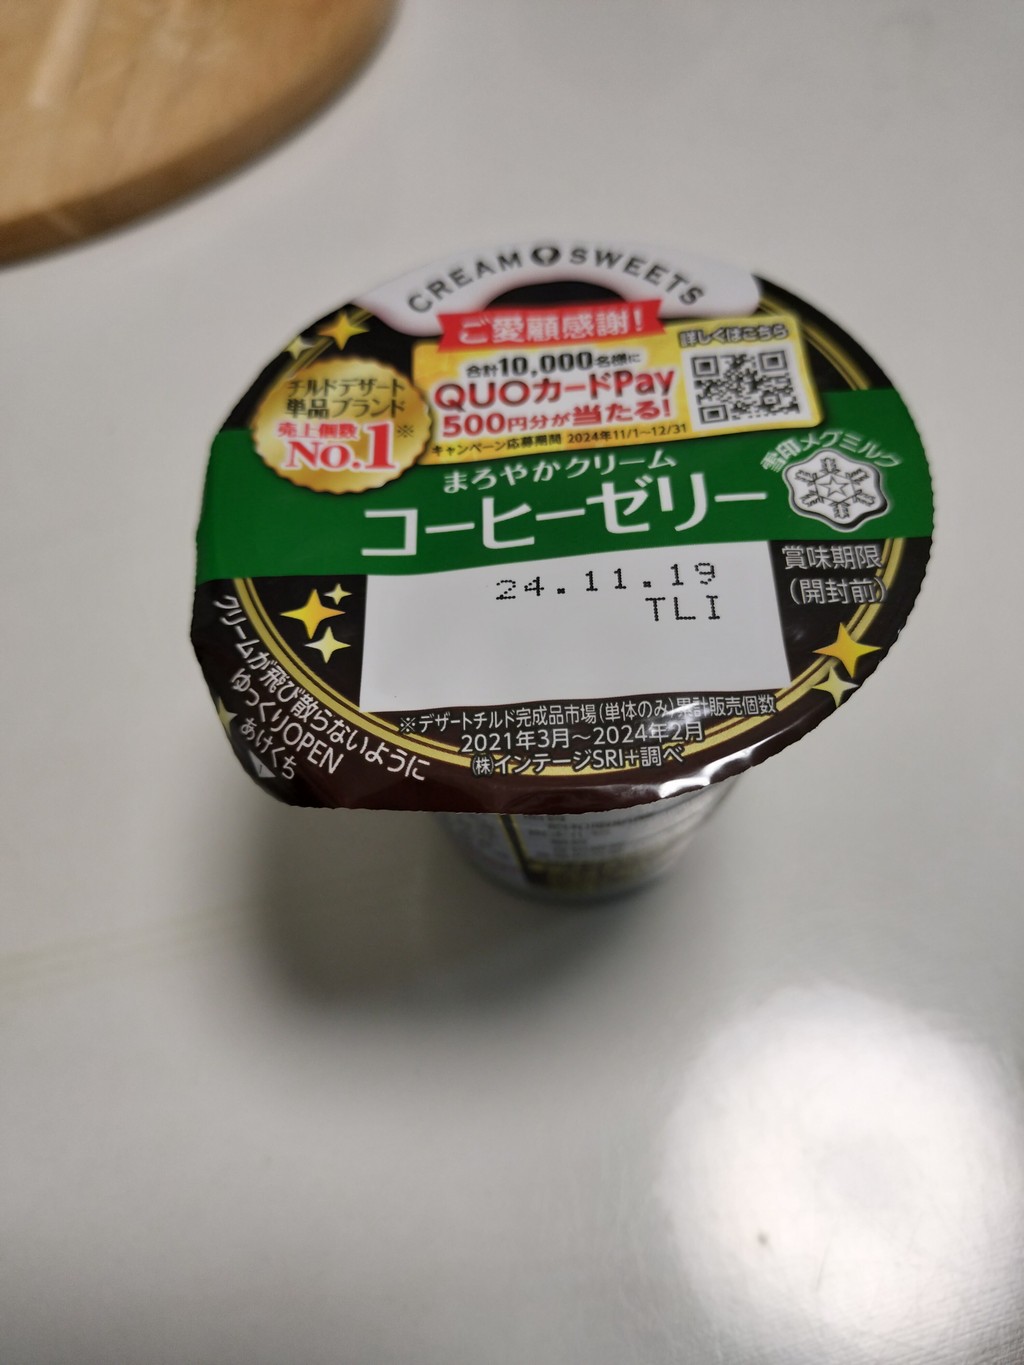 CREAM SWEETS
ご愛顧感謝!
詳しくはこちら
合計10,000名様に
QUOカードPay
500円分が当たる!
キャンペーン応募期間 2024年11/1~12/31
チルドデザート
単品ブランド
売上個数
No.1※
まろやかクリーム
コーヒーゼリー
雪印メグミルク
24.11.19
TLI
賞味期限
(開封前)
クリームが飛び散らないように
ゆっくりOPEN
あけくち
※デザートチルド完成品市場(単体のみ)累計販売個数
2021年3月~2024年2月
㈱インテージSRI+調べ